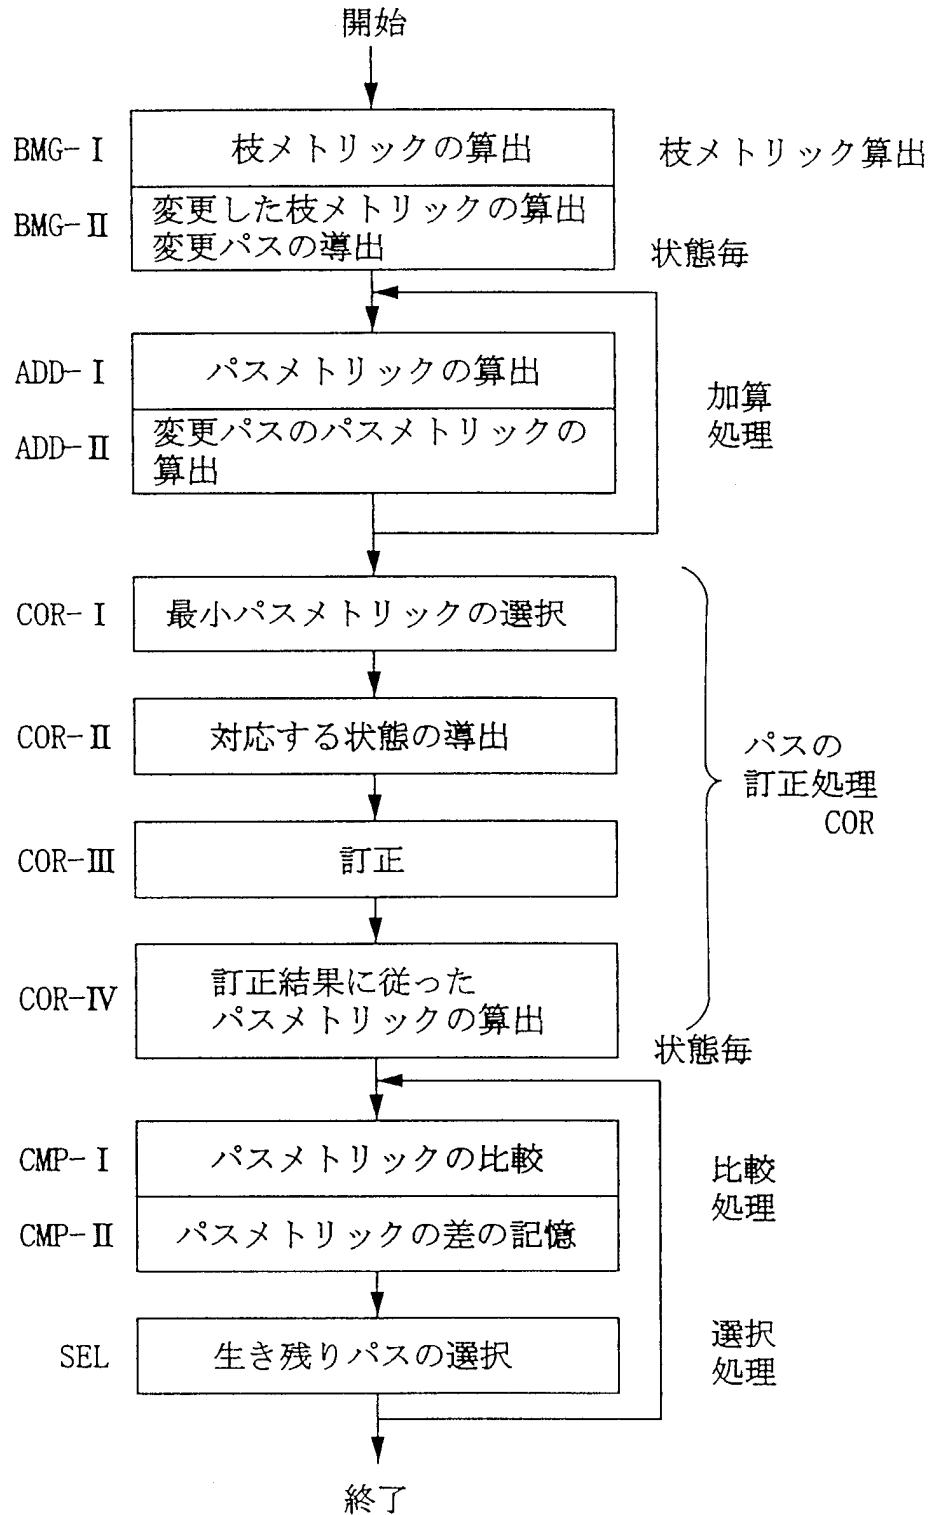 開始
BMG-Ⅰ
枝メトリックの算出
枝メトリック算出
BMG-Ⅱ
変更した枝メトリックの算出
変更パスの導出
状態毎
ADD-Ⅰ
パスメトリックの算出
ADD-Ⅱ
変更パスのパスメトリックの
算出
加算
処理
COR-Ⅰ
最小パスメトリックの選択
COR-Ⅱ
対応する状態の導出
パスの
訂正処理
COR
COR-Ⅲ
訂正
COR-Ⅳ
訂正結果に従った
パスメトリックの算出
状態毎
CMP-Ⅰ
パスメトリックの比較
比較
処理
CMP-Ⅱ
パスメトリックの差の記憶
SEL
生き残りパスの選択
選択
処理
終了